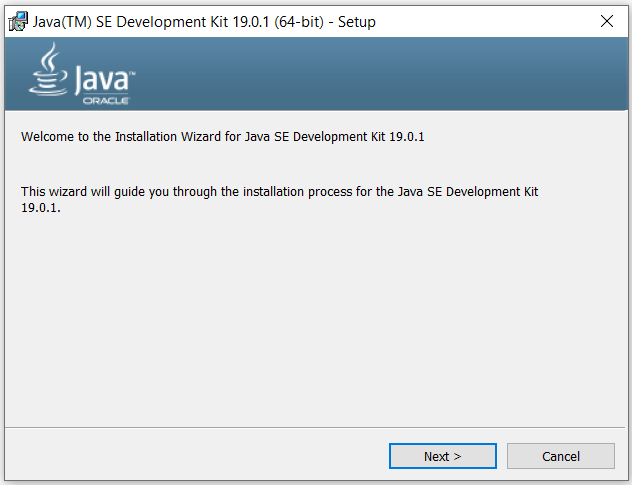 Java(TM) SE Development Kit 19.0.1 (64-bit) - Setup
Java™
ORACLE
Welcome to the Installation Wizard for Java SE Development Kit 19.0.1
This wizard will guide you through the installation process for the Java SE Development Kit
19.0.1.
Next >
Cancel